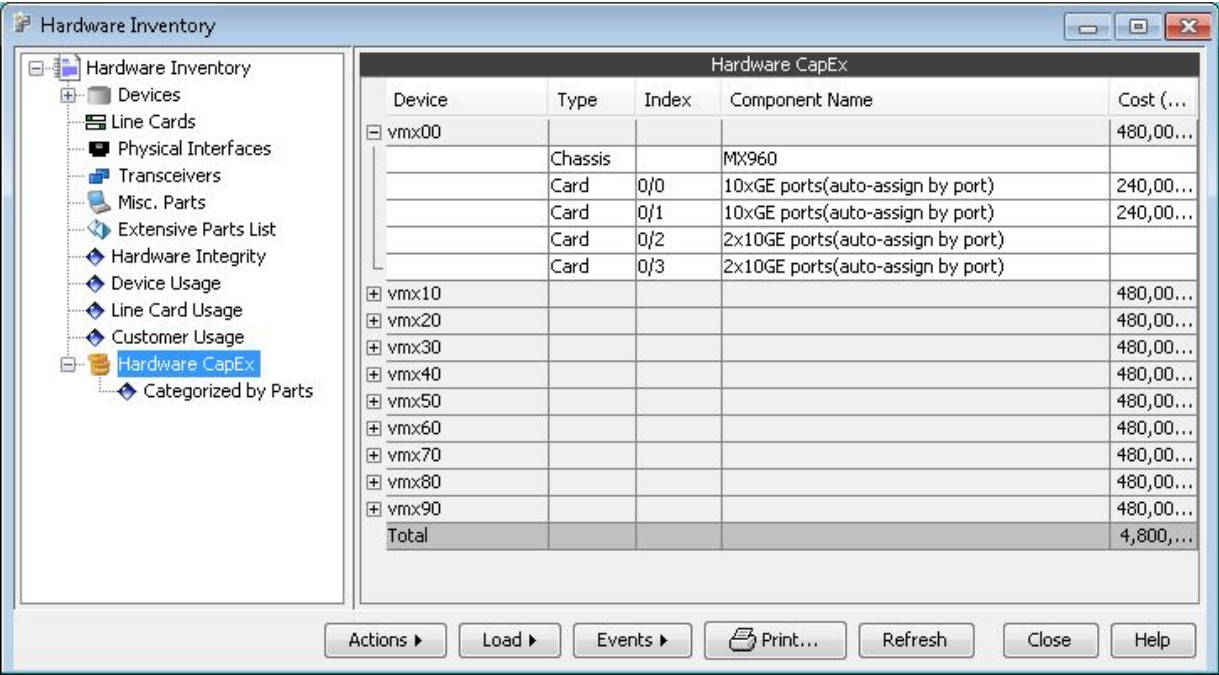 Hardware Inventory
Hardware Inventory
Devices
Line Cards
Physical Interfaces
Transceivers
Misc. Parts
Extensive Parts List
Hardware Integrity
Device Usage
Line Card Usage
Customer Usage
Hardware CapEx
Categorized by Parts
Hardware CapEx
Device Type Index Component Name Cost (...
vmx00 480,00...
Chassis MX960
Card 0/0 10xGE ports(auto-assign by port) 240,00...
Card 0/1 10xGE ports(auto-assign by port) 240,00...
Card 0/2 2x10GE ports(auto-assign by port)
Card 0/3 2x10GE ports(auto-assign by port)
vmx10 480,00...
vmx20 480,00...
vmx30 480,00...
vmx40 480,00...
vmx50 480,00...
vmx60 480,00...
vmx70 480,00...
vmx80 480,00...
vmx90 480,00...
Total 4,800,...
Actions Load Events Print... Refresh Close Help